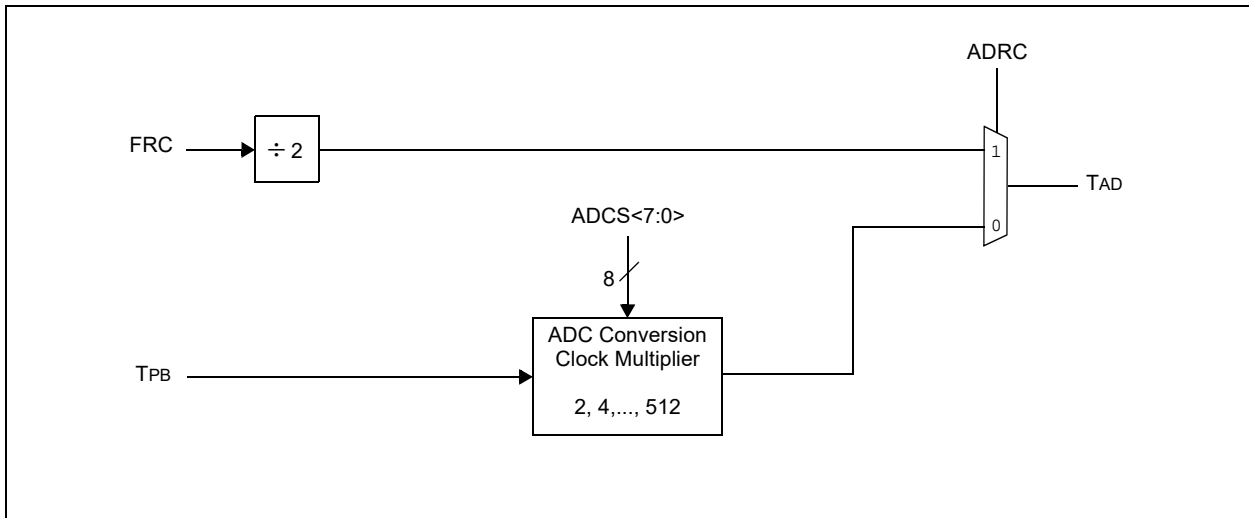 ADRC
FRC
÷ 2
1
TAD
ADCS<7:0>
0
8
ADC Conversion
Clock Multiplier
TPB
2, 4,..., 512